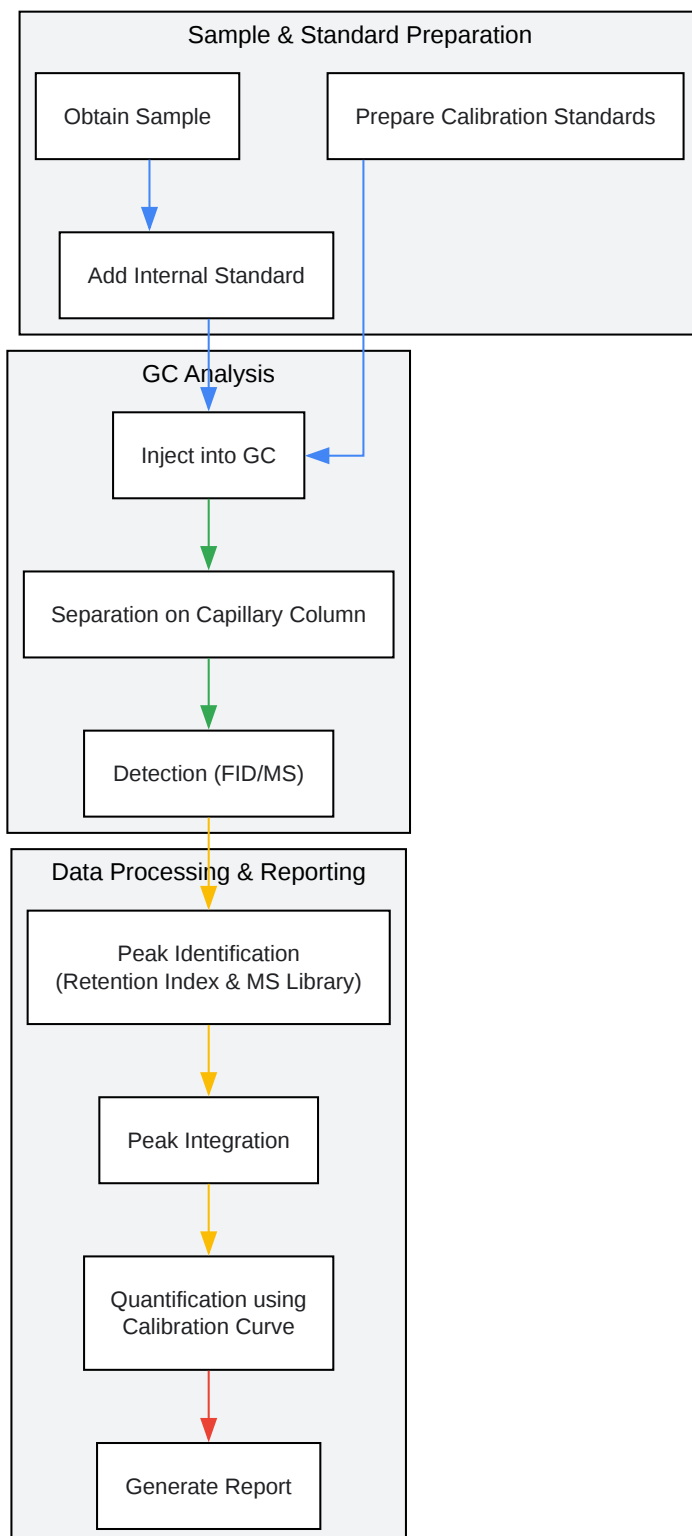 Sample & Standard Preparation
Obtain Sample
Prepare Calibration Standards
Add Internal Standard
GC Analysis
Inject into GC
Separation on Capillary Column
Detection (FID/MS)
Data Processing & Reporting
Peak Identification
(Retention Index & MS Library)
Peak Integration
Quantification using
Calibration Curve
Generate Report